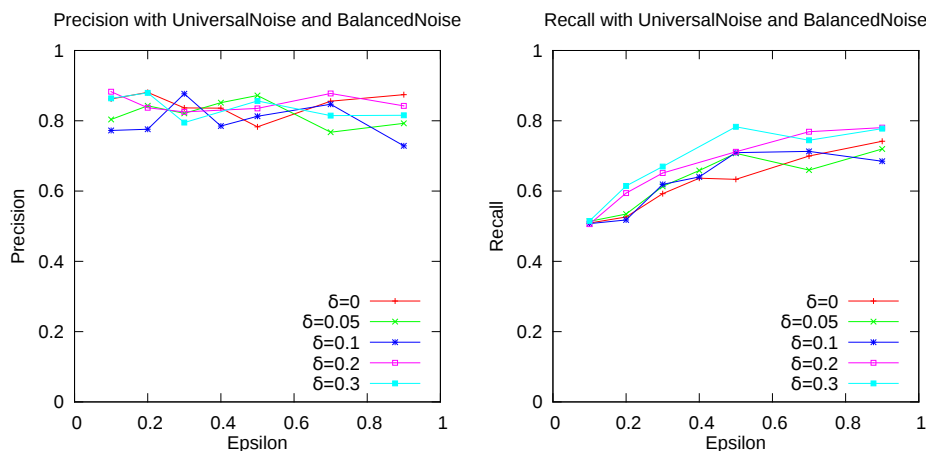 Precision with UniversalNoise and BalancedNoise
1
0.8
0.6
0.4
0.2
0
Precision
δ=0
δ=0.05
δ=0.1
δ=0.2
δ=0.3
0 0.2 0.4 0.6 0.8 1
Epsilon
Recall with UniversalNoise and BalancedNoise
1
0.8
0.6
0.4
0.2
0
Recall
δ=0
δ=0.05
δ=0.1
δ=0.2
δ=0.3
0 0.2 0.4 0.6 0.8 1
Epsilon